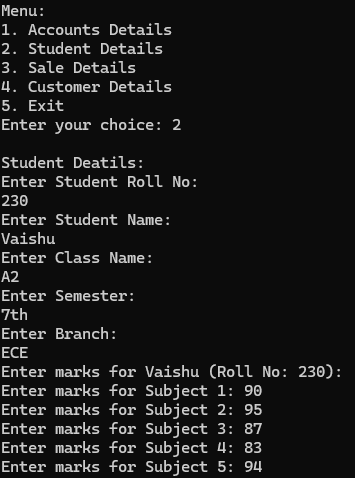 Menu:
1. Accounts Details
2. Student Details
3. Sale Details
4. Customer Details
5. Exit
Enter your choice: 2

Student Deatils:
Enter Student Roll No:
230
Enter Student Name:
Vaishu
Enter Class Name:
A2
Enter Semester:
7th
Enter Branch:
ECE
Enter marks for Vaishu (Roll No: 230):
Enter marks for Subject 1: 90
Enter marks for Subject 2: 95
Enter marks for Subject 3: 87
Enter marks for Subject 4: 83
Enter marks for Subject 5: 94